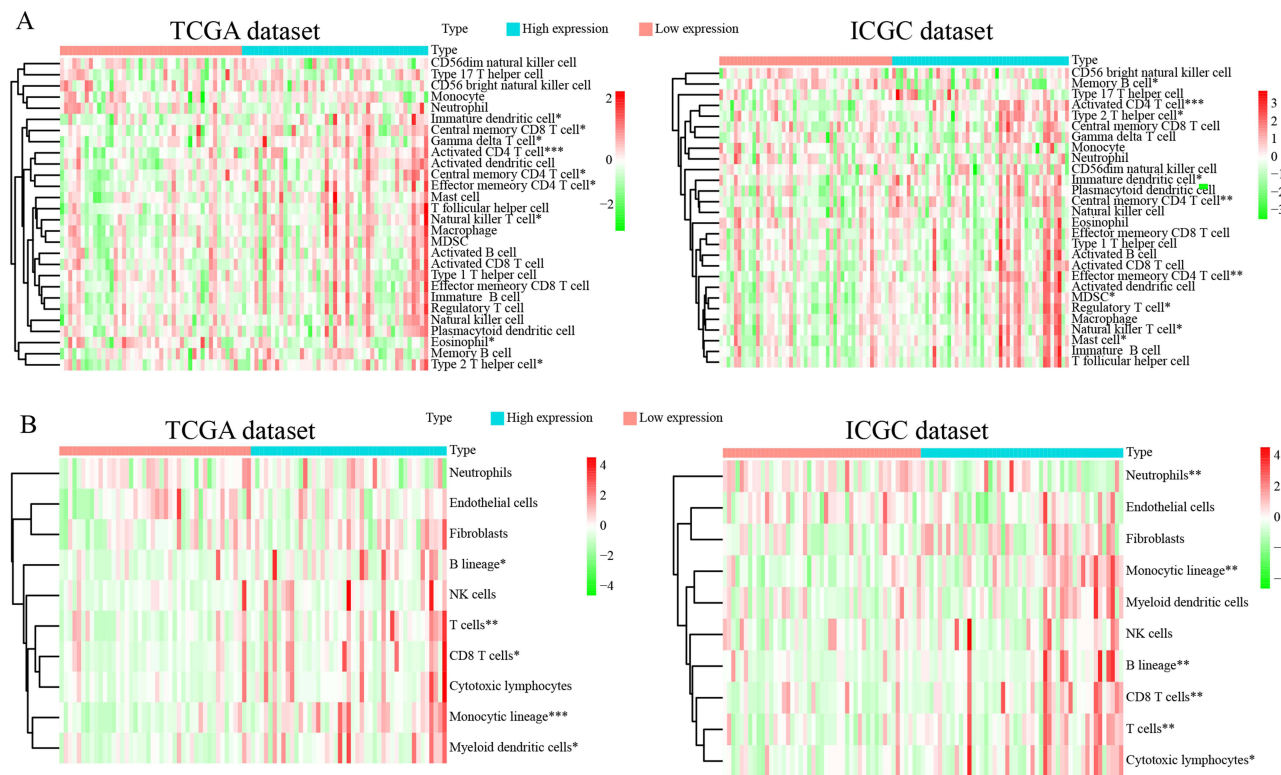 A
TCGA dataset
Type
High expression
Low expression
ICGC dataset
Type
CD56dim natural killer cell
Type 17 T helper cell
CD56 bright natural killer cell
Monocyte
Neutrophil
Immature dendritic cell*
Central memory CD8 T cell*
Gamma delta T cell*
Activated CD4 T cell***
Activated dendritic cell
Central memory CD4 T cell*
Effector memeory CD4 T cell*
Mast cell
T follicular helper cell
Natural killer T cell*
Macrophage
MDSC
Activated B cell
Activated CD8 T cell
Type 1 T helper cell
Effector memeory CD8 T cell
Immature B cell
Regulatory T cell
Natural killer cell
Plasmacytoid dendritic cell
Eosinophil*
Memory B cell
Type 2 T helper cell*
2
0
−2
Type
CD56 bright natural killer cell
Memory B cell*
Type 17 T helper cell
Activated CD4 T cell***
Type 2 T helper cell*
Central memory CD8 T cell
Gamma delta T cell
Monocyte
Neutrophil
CD56dim natural killer cell
Immature dendritic cell*
Plasmacytoid dendritic cell
Central memory CD4 T cell**
Natural killer cell
Eosinophil
Effector memeory CD8 T cell
Type 1 T helper cell
Activated B cell
Activated CD8 T cell
Effector memeory CD4 T cell**
Activated dendritic cell
MDSC*
Regulatory T cell*
Macrophage
Natural killer T cell*
Mast cell*
Immature B cell
T follicular helper cell
3
2
1
0
−1
−2
−3
B
TCGA dataset
Type
High expression
Low expression
ICGC dataset
Type
Neutrophils
Endothelial cells
Fibroblasts
B lineage*
NK cells
T cells**
CD8 T cells*
Cytotoxic lymphocytes
Monocytic lineage***
Myeloid dendritic cells*
4
2
0
−2
−4
Type
Neutrophils**
Endothelial cells
Fibroblasts
Monocytic lineage**
Myeloid dendritic cells
NK cells
B lineage**
CD8 T cells**
T cells**
Cytotoxic lymphocytes*
4
2
0